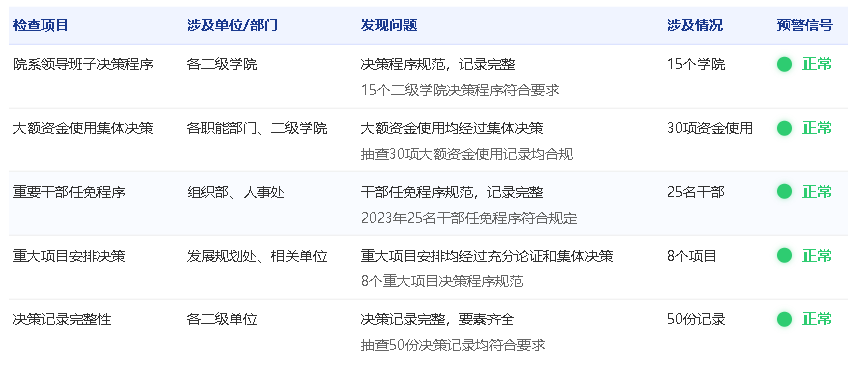 检查项目 涉及单位/部门 发现问题 涉及情况 预警信号
院系领导班子决策程序 各二级学院 决策程序规范，记录完整 15个学院 正常
15个二级学院决策程序符合要求
大额资金使用集体决策 各职能部门、二级学院 大额资金使用均经过集体决策 30项资金使用 正常
抽查30项大额资金使用记录均合规
重要干部任免程序 组织部、人事处 干部任免程序规范，记录完整 25名干部 正常
2023年25名干部任免程序符合规定
重大项目安排决策 发展规划处、相关单位 重大项目安排均经过充分论证和集体决策 8个项目 正常
8个重大项目决策程序规范
决策记录完整性 各二级单位 决策记录完整，要素齐全 50份记录 正常
抽查50份决策记录均符合要求